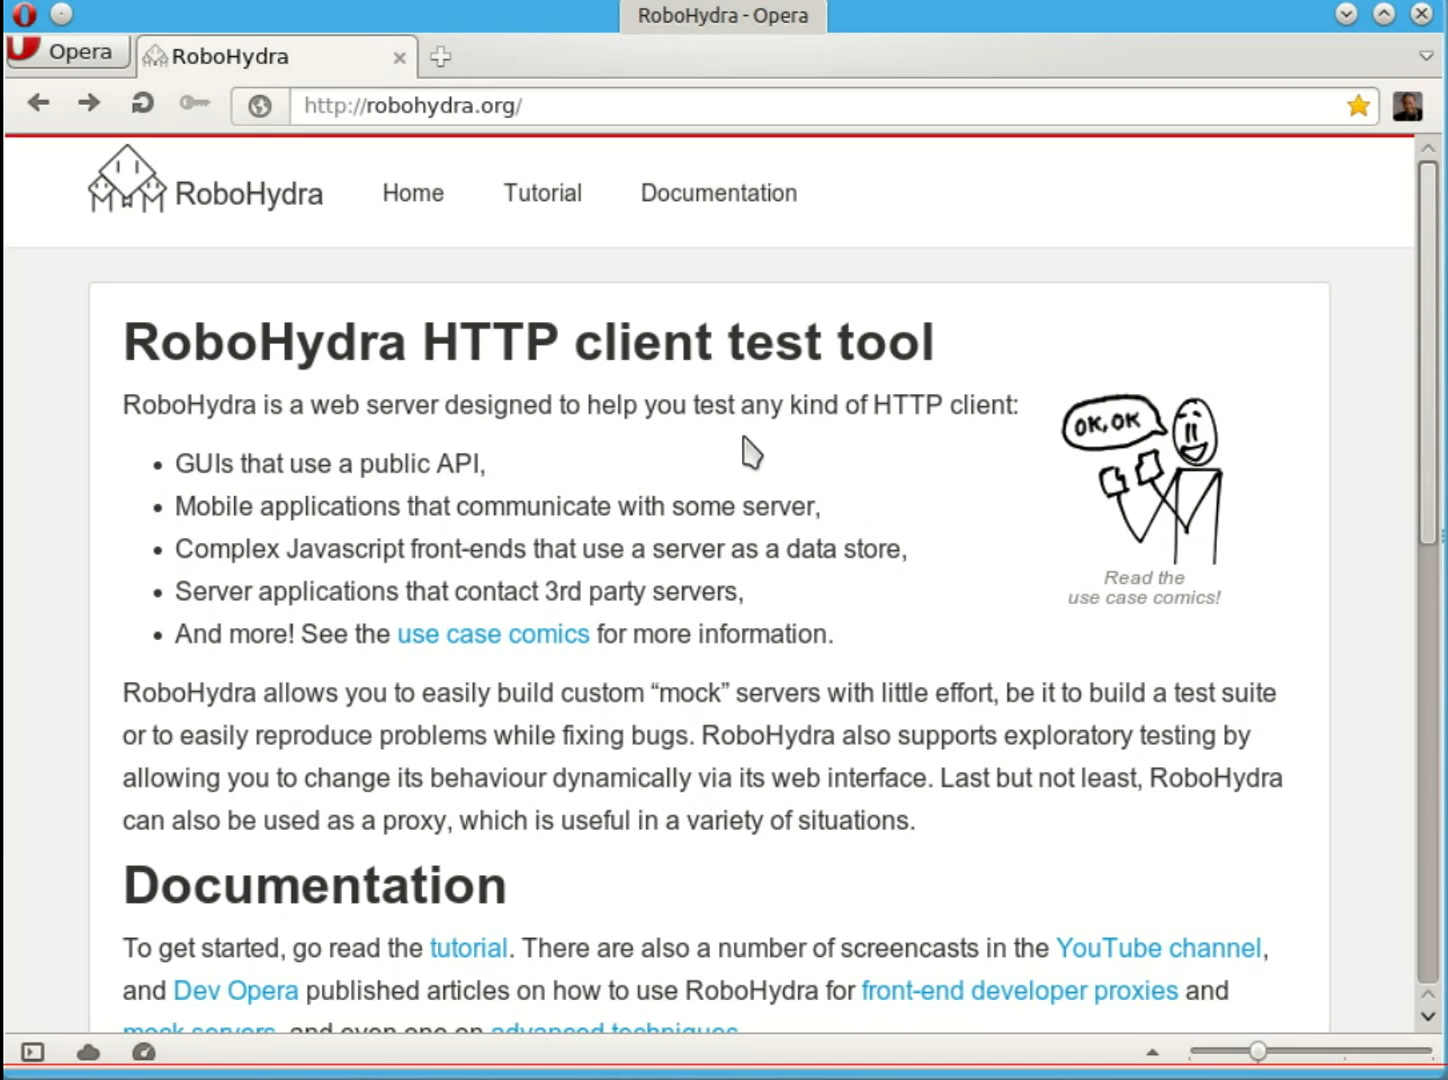 RoboHydra - Opera
Opera
RoboHydra
http://robohydra.org/
RoboHydra
Home
Tutorial
Documentation
RoboHydra HTTP client test tool
RoboHydra is a web server designed to help you test any kind of HTTP client:
• GUIs that use a public API,
• Mobile applications that communicate with some server,
• Complex Javascript front-ends that use a server as a data store,
• Server applications that contact 3rd party servers,
• And more! See the use case comics for more information.
OK, OK
Read the
use case comics!
RoboHydra allows you to easily build custom “mock” servers with little effort, be it to build a test suite
or to easily reproduce problems while fixing bugs. RoboHydra also supports exploratory testing by
allowing you to change its behaviour dynamically via its web interface. Last but not least, RoboHydra
can also be used as a proxy, which is useful in a variety of situations.
Documentation
To get started, go read the tutorial. There are also a number of screencasts in the YouTube channel,
and Dev Opera published articles on how to use RoboHydra for front-end developer proxies and
mock servers, and even one on advanced techniques